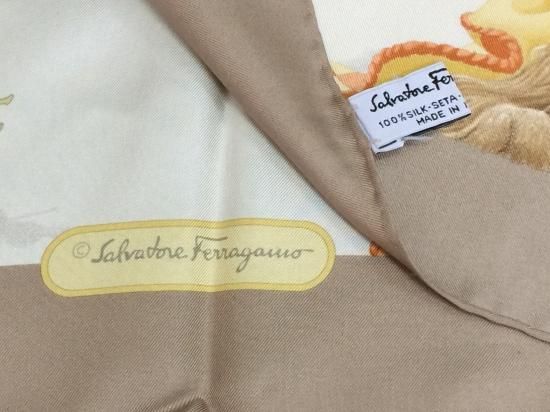 Salvatore Fer
100% SILK-SETA-
MADE IN I
© Salvatore Ferragamo